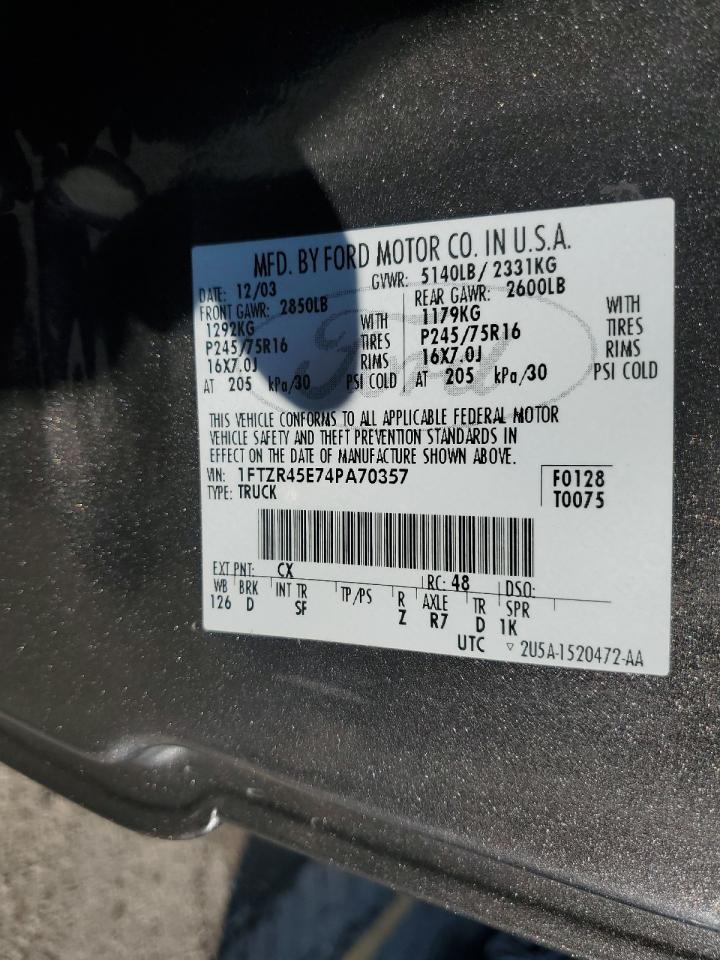 MFD. BY FORD MOTOR CO. IN U.S.A.
DATE: 12/03 GVWR: 5140LB/ 2331KG
FRONT GAWR: 2850LB REAR GAWR: 2600LB
1292KG WITH 1179KG WITH
P245/75R16 TIRES P245/75R16 TIRES
16X7.0J RIMS 16X7.0J RIMS
AT 205 kPa/30 PSI COLD AT 205 kPa/30 PSI COLD
Ford
THIS VEHICLE CONFORMS TO ALL APPLICABLE FEDERAL MOTOR
VEHICLE SAFETY AND THEFT PREVENTION STANDARDS IN
EFFECT ON THE DATE OF MANUFACTURE SHOWN ABOVE.
VIN: 1FTZR45E74PA70357 F0128
TYPE: TRUCK T0075
EXT PNT: CX RC: 48 DSO:
WB BRK INT TR TP/PS R AXLE TR SPR
126 D SF Z R7 D 1K
UTC ▽ 2U5A-1520472-AA